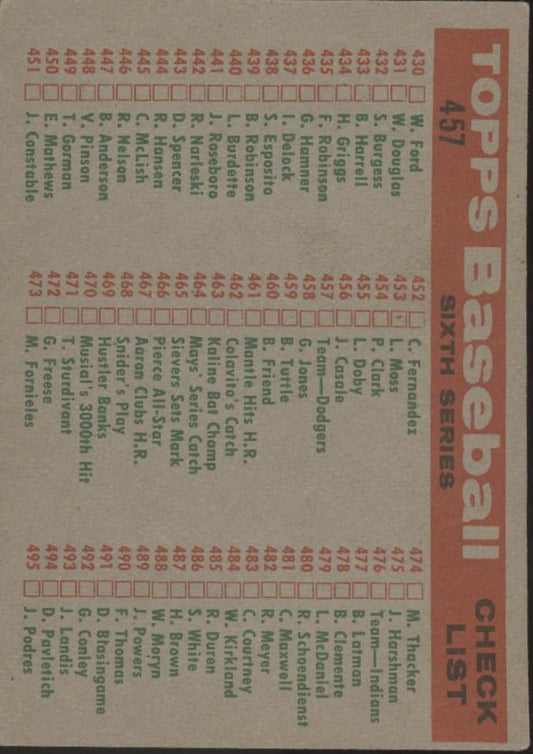 TOPPS Baseball CHECK LIST
457 SIXTH SERIES
430 W. Ford
431 W. Douglas
432 S. Burgess
433 B. Harrell
434 H. Griggs
435 F. Robinson
436 G. Hamner
437 I. Delock
438 S. Esposito
439 B. Robinson
440 L. Burdette
441 J. Roseboro
442 R. Narleski
443 D. Spencer
444 R. Hansen
445 C. McLish
446 R. Nelson
447 B. Anderson
448 V. Pinson
449 T. Gorman
450 E. Mathews
451 J. Constable
452 C. Fernandez
453 L. Moss
454 P. Clark
455 L. Doby
456 J. Casale
457 Team—Dodgers
458 G. Jones
459 B. Tuttle
460 B. Friend
461 Mantle Hits H.R.
462 Colavito's Catch
463 Kaline Bat Champ
464 Mays' Series Catch
465 Sievers Sets Mark
466 Pierce All-Star
467 Aaron Clubs H.R.
468 Snider's Play
469 Hustler Banks
470 Musial's 3000th Hit
471 T. Sturdivant
472 G. Freese
473 M. Fornieles
474 M. Thacker
475 J. Harshman
476 Team—Indians
477 B. Latman
478 B. Clemente
479 L. McDaniel
480 R. Schoendienst
481 C. Maxwell
482 R. Meyer
483 C. Courtney
484 W. Kirkland
485 R. Duren
486 S. White
487 H. Brown
488 W. Moryn
489 J. Powers
490 F. Thomas
491 D. Blasingame
492 G. Conley
493 J. Landis
494 D. Pavletich
495 J. Podres